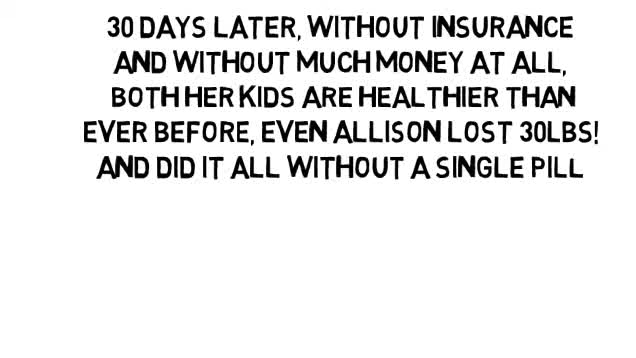 30 DAYS LATER, WITHOUT INSURANCE
AND WITHOUT MUCH MONEY AT ALL,
BOTH HER KIDS ARE HEALTHIER THAN
EVER BEFORE, EVEN ALLISON LOST 30LBS!
AND DID IT ALL WITHOUT A SINGLE PILL